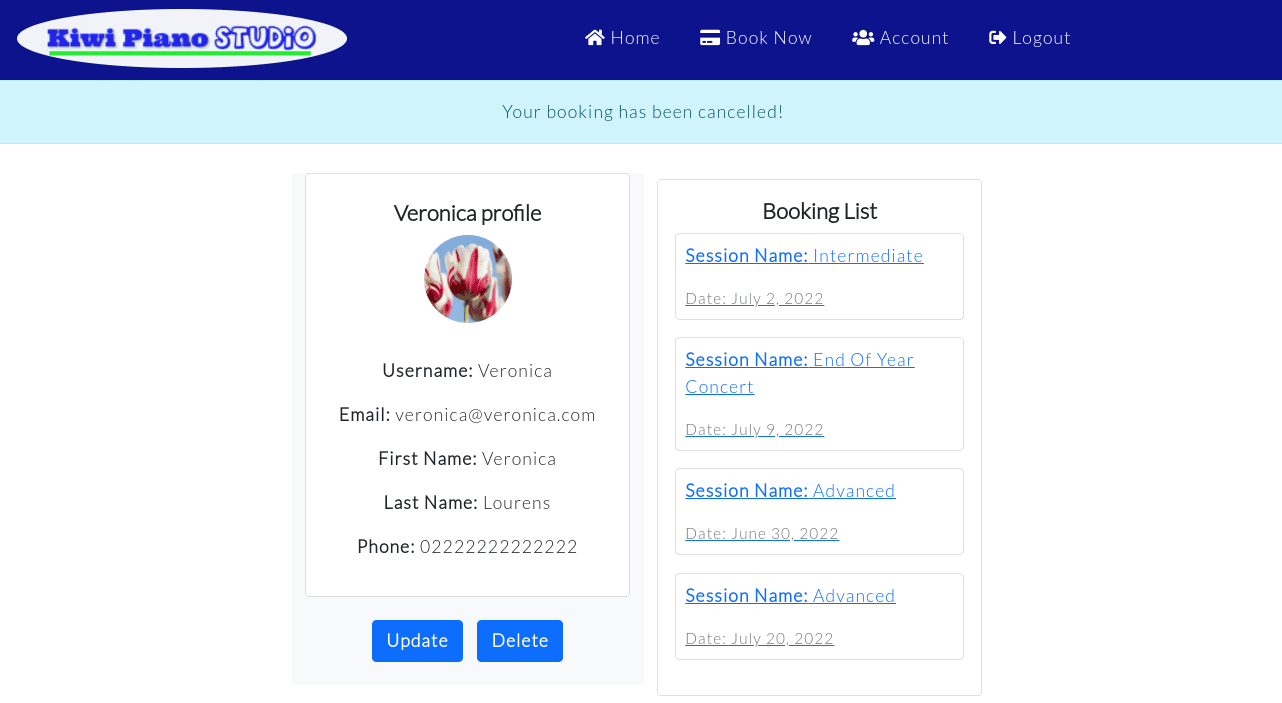 Kiwi Piano STUDiO
Home
Book Now
Account
Logout
Your booking has been cancelled!
Veronica profile
Username: Veronica
Email: veronica@veronica.com
First Name: Veronica
Last Name: Lourens
Phone: 02222222222222
Update
Delete
Booking List
Session Name: Intermediate
Date: July 2, 2022
Session Name: End Of Year
Concert
Date: July 9, 2022
Session Name: Advanced
Date: June 30, 2022
Session Name: Advanced
Date: July 20, 2022